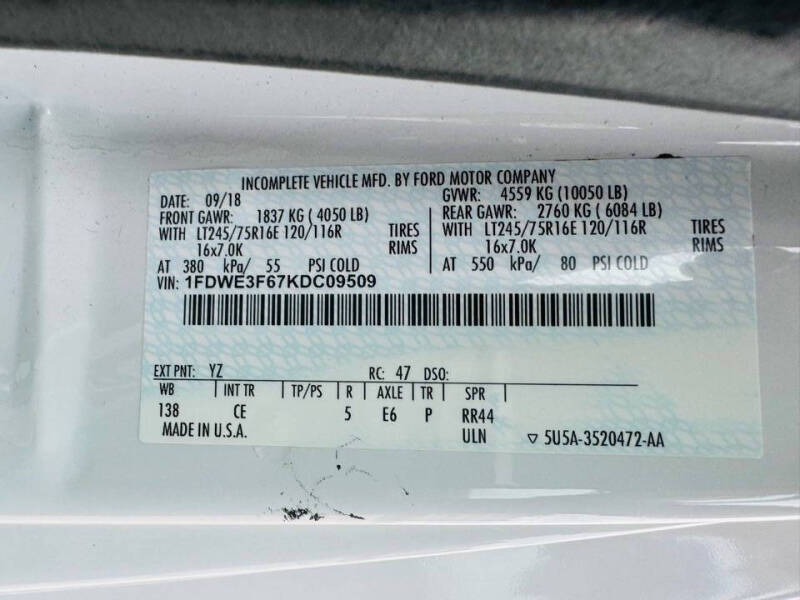 INCOMPLETE VEHICLE MFD. BY FORD MOTOR COMPANY
DATE: 09/18 GVWR: 4559 KG (10050 LB)
FRONT GAWR: 1837 KG ( 4050 LB) REAR GAWR: 2760 KG ( 6084 LB)
WITH LT245/75R16E 120/116R TIRES WITH LT245/75R16E 120/116R TIRES
16x7.0K RIMS 16x7.0K RIMS
AT 380 kPa/ 55 PSI COLD AT 550 kPa/ 80 PSI COLD
VIN: 1FDWE3F67KDC09509
EXT PNT: YZ RC: 47 DSO:
WB INT TR TP/PS R AXLE TR SPR
138 CE 5 E6 P RR44
MADE IN U.S.A. ULN ▽ 5U5A-3520472-AA